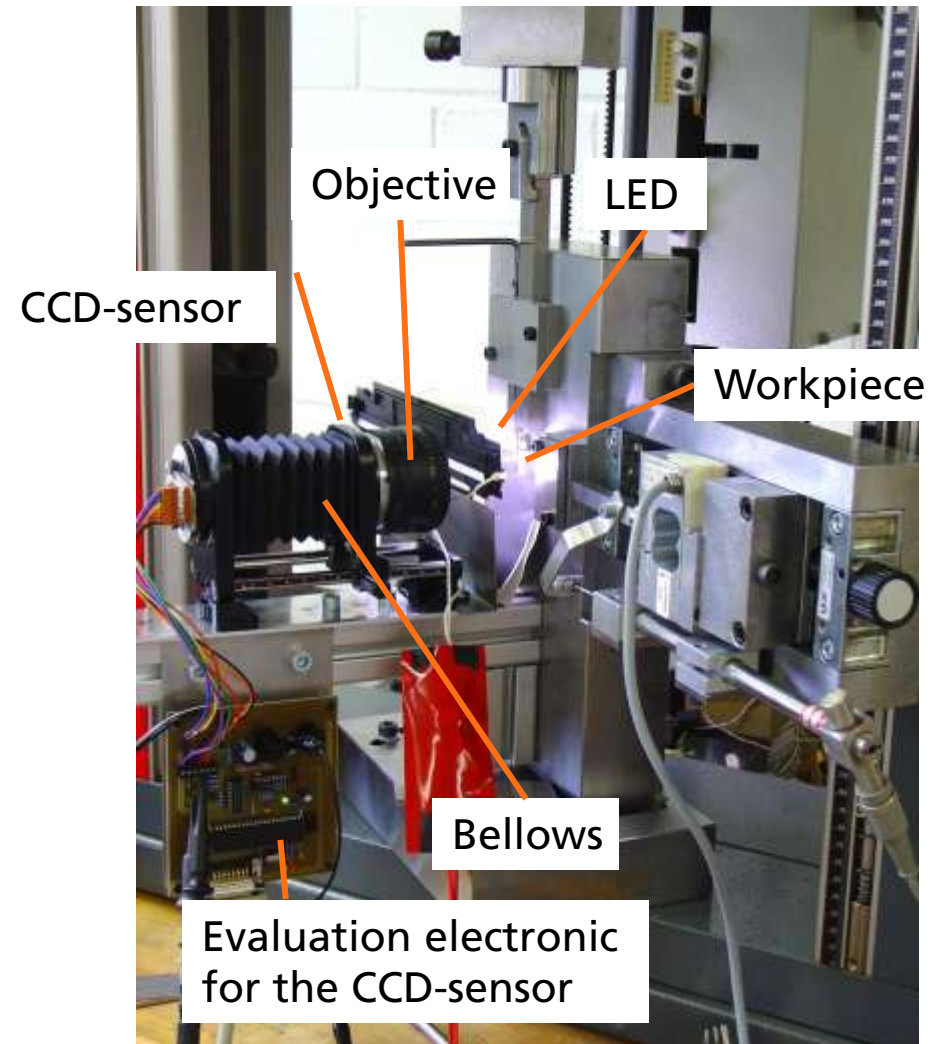 Objective
LED
CCD-sensor
Workpiece
Bellows
Evaluation electronic
for the CCD-sensor